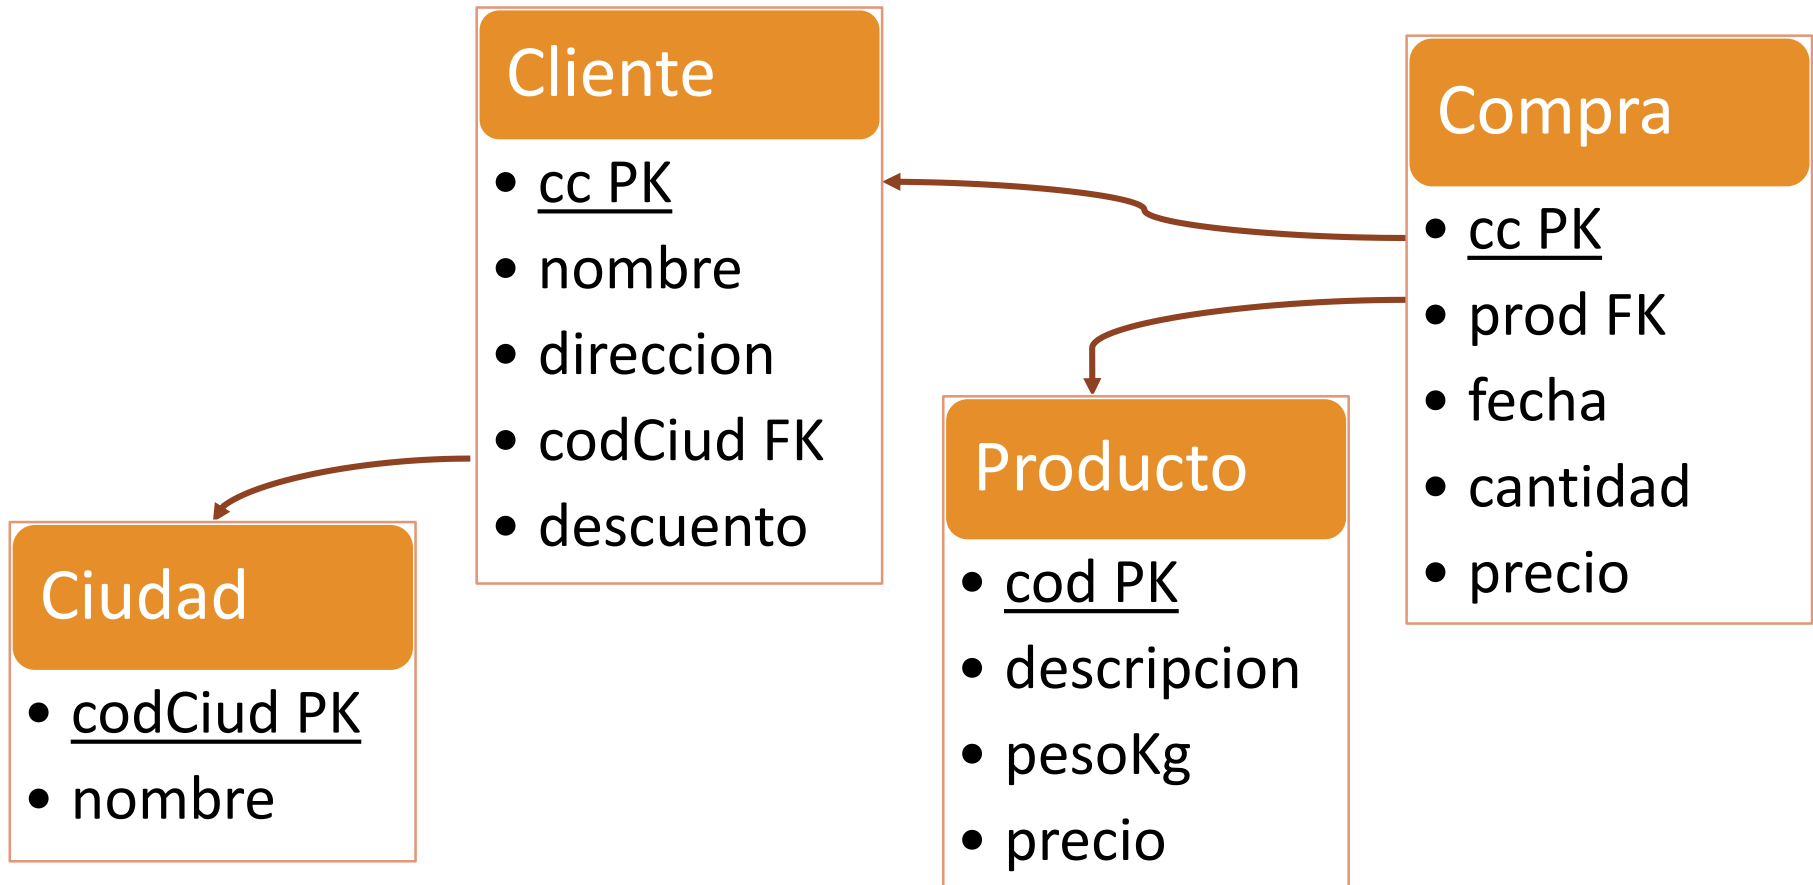 Cliente
• cc PK
• nombre
• direccion
• codCiud FK
• descuento
Compra
• cc PK
• prod FK
• fecha
• cantidad
• precio
Ciudad
• codCiud PK
• nombre
Producto
• cod PK
• descripcion
• pesoKg
• precio